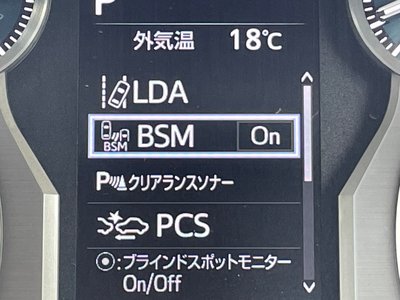 P
外気温 18℃
LDA
BSM BSM On
P クリアランスソナー
PCS
:ブラインドスポットモニター
On/Off